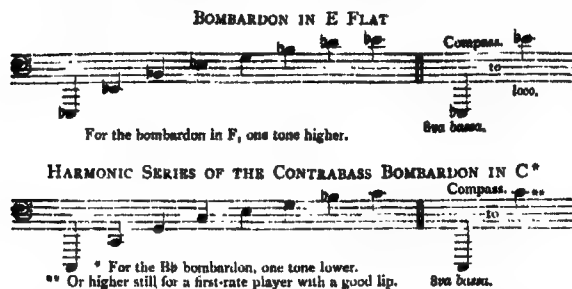 BOMBARDON IN E FLAT
Compass.
to
loco.
8va bassa.
For the bombardon in F, one tone higher.
HARMONIC SERIES OF THE CONTRABASS BOMBARDON IN C*
Compass.
**
to
* For the B♭ bombardon, one tone lower.
8va bassa.
** Or higher still for a first-rate player with a good lip.